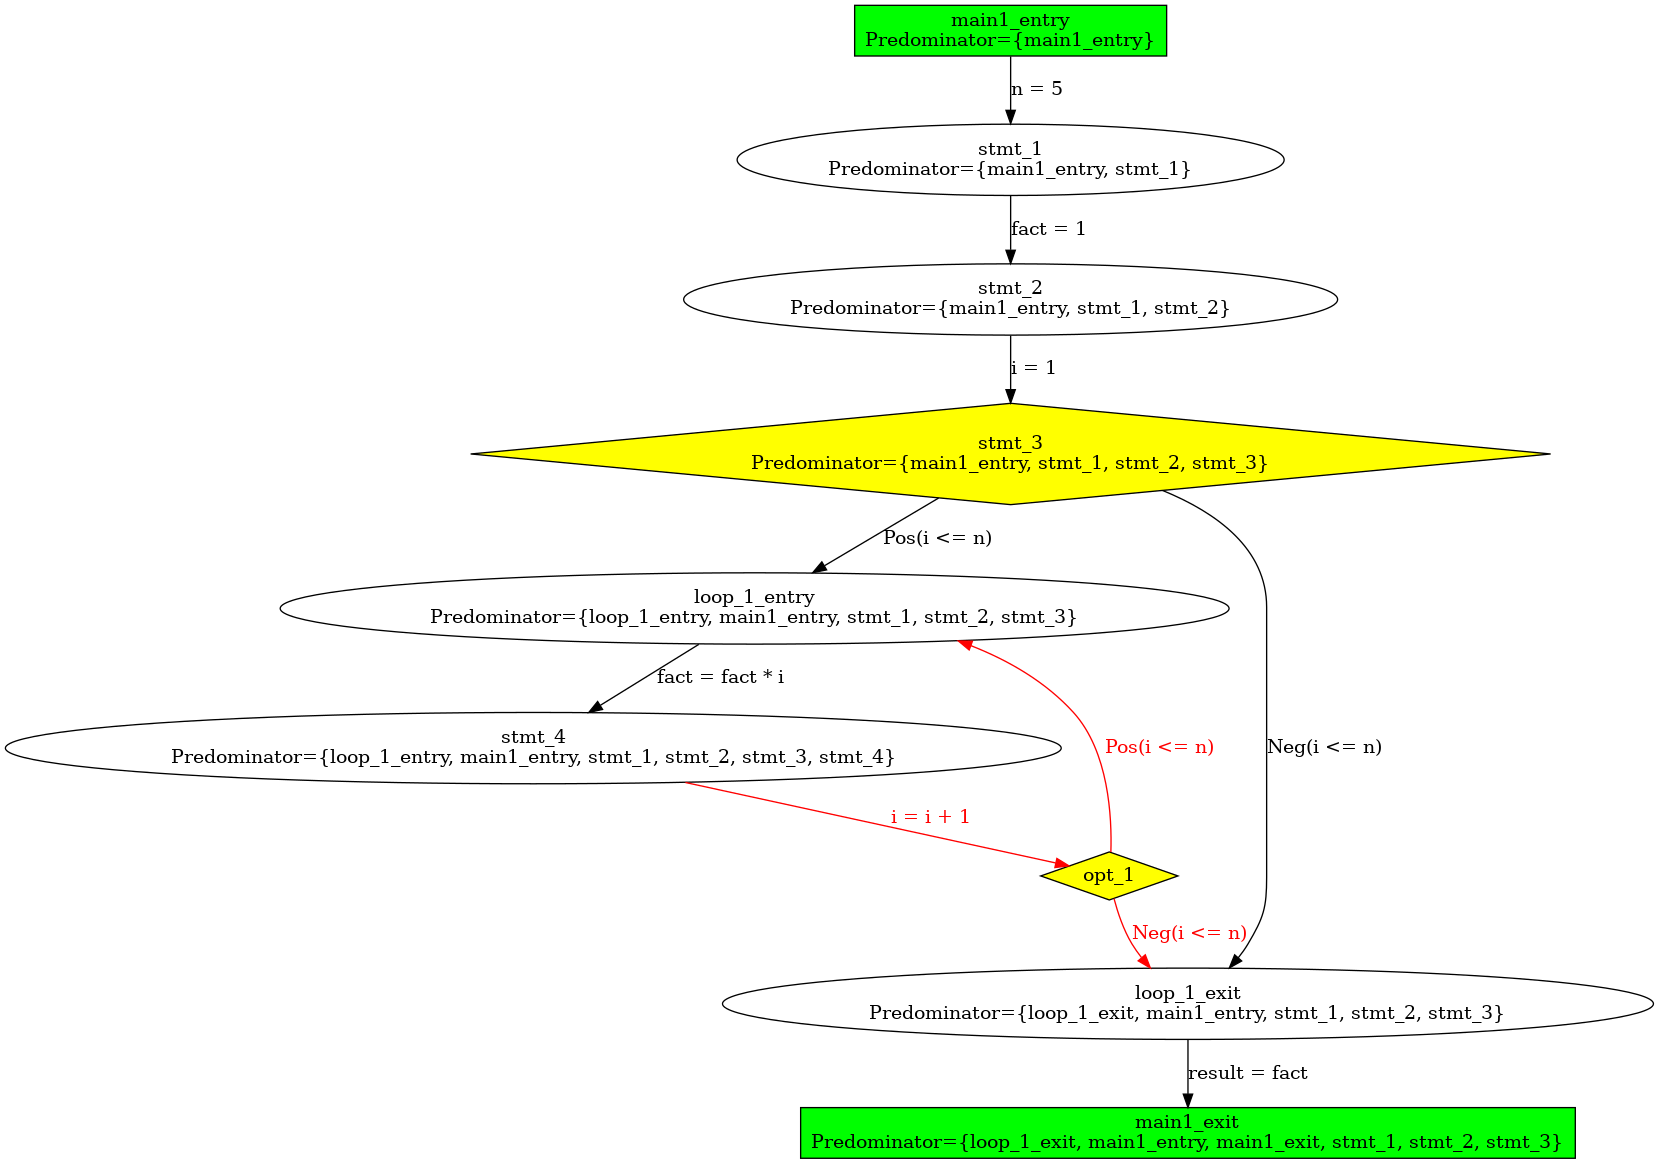 main1_entry
Predominator={main1_entry}
n = 5
stmt_1
Predominator={main1_entry, stmt_1}
fact = 1
stmt_2
Predominator={main1_entry, stmt_1, stmt_2}
i = 1
stmt_3
Predominator={main1_entry, stmt_1, stmt_2, stmt_3}
Pos(i <= n)
loop_1_entry
Predominator={loop_1_entry, main1_entry, stmt_1, stmt_2, stmt_3}
fact = fact * i
stmt_4
Predominator={loop_1_entry, main1_entry, stmt_1, stmt_2, stmt_3, stmt_4}
Pos(i <= n)
Neg(i <= n)
i = i + 1
opt_1
Neg(i <= n)
loop_1_exit
Predominator={loop_1_exit, main1_entry, stmt_1, stmt_2, stmt_3}
result = fact
main1_exit
Predominator={loop_1_exit, main1_entry, main1_exit, stmt_1, stmt_2, stmt_3}